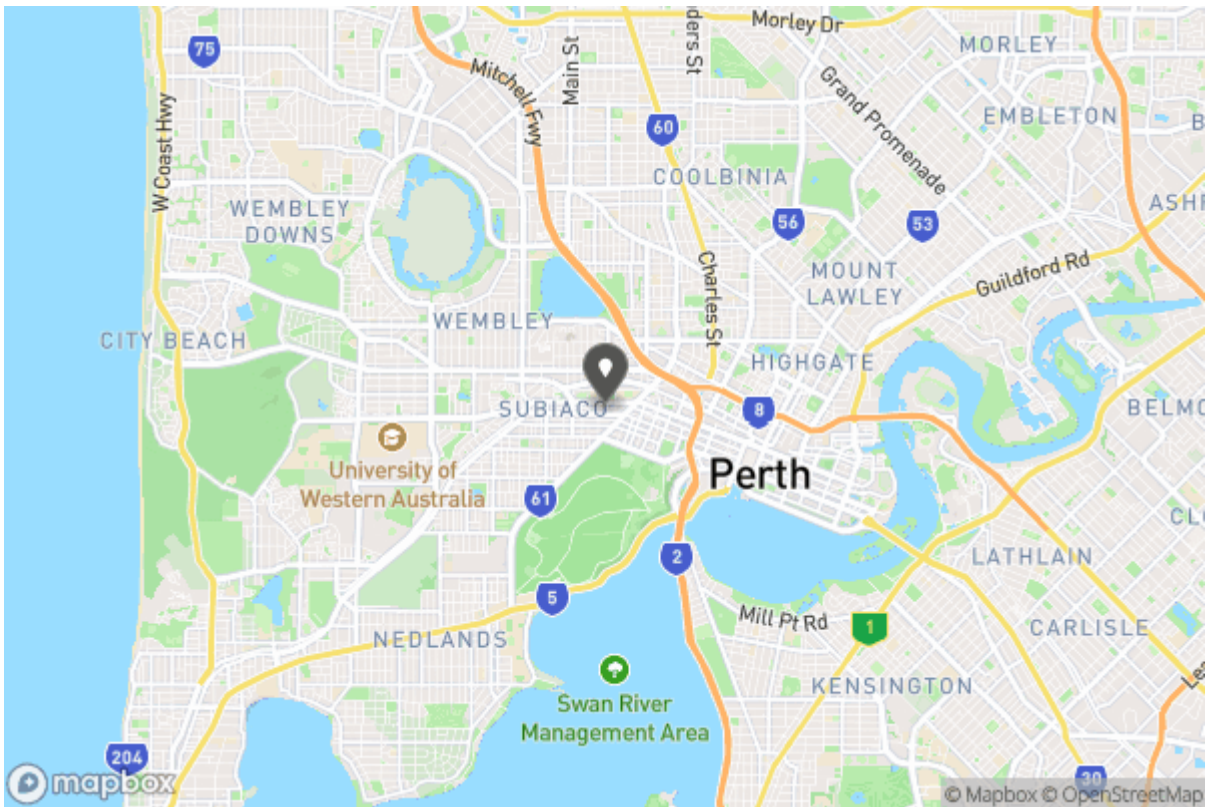 Morley Dr
75
Main St
nders St
MORLEY
Mitchell Fwy
Grand Promenade
W Coast Hwy
60
EMBLETON
B
COOLBINIA
WEMBLEY
DOWNS
56
53
ASHF
MOUNT
LAWLEY
Guildford Rd
Charles St
WEMBLEY
CITY BEACH
HIGHGATE
SUBIACO
8
BELMO
University of
Western Australia
Perth
61
CLO
2
LATHLAIN
5
Mill Pt Rd
1
NEDLANDS
CARLISLE
Lea
KENSINGTON
Swan River
Management Area
204
30
mapbox
© Mapbox © OpenStreetMap